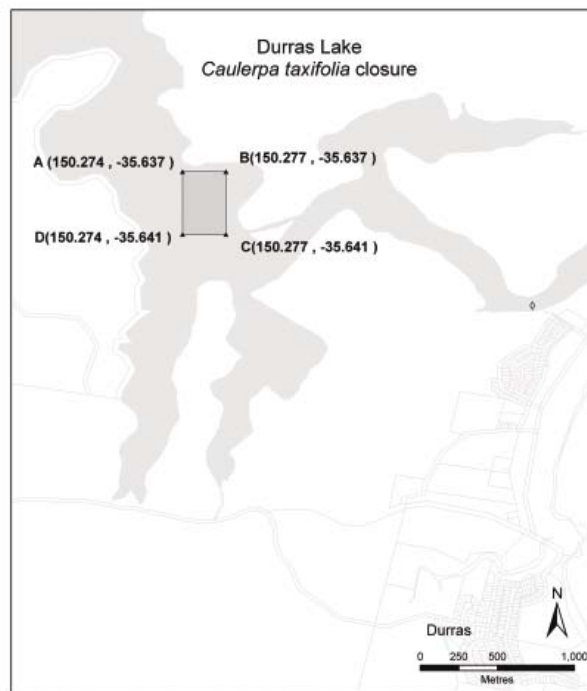 Durras Lake
Caulerpa taxifolia closure
A (150.274 , -35.637 )
B(150.277 , -35.637 )
D(150.274 , -35.641 )
C(150.277 , -35.641 )
N
Durras
0 250 500 1,000
Metres